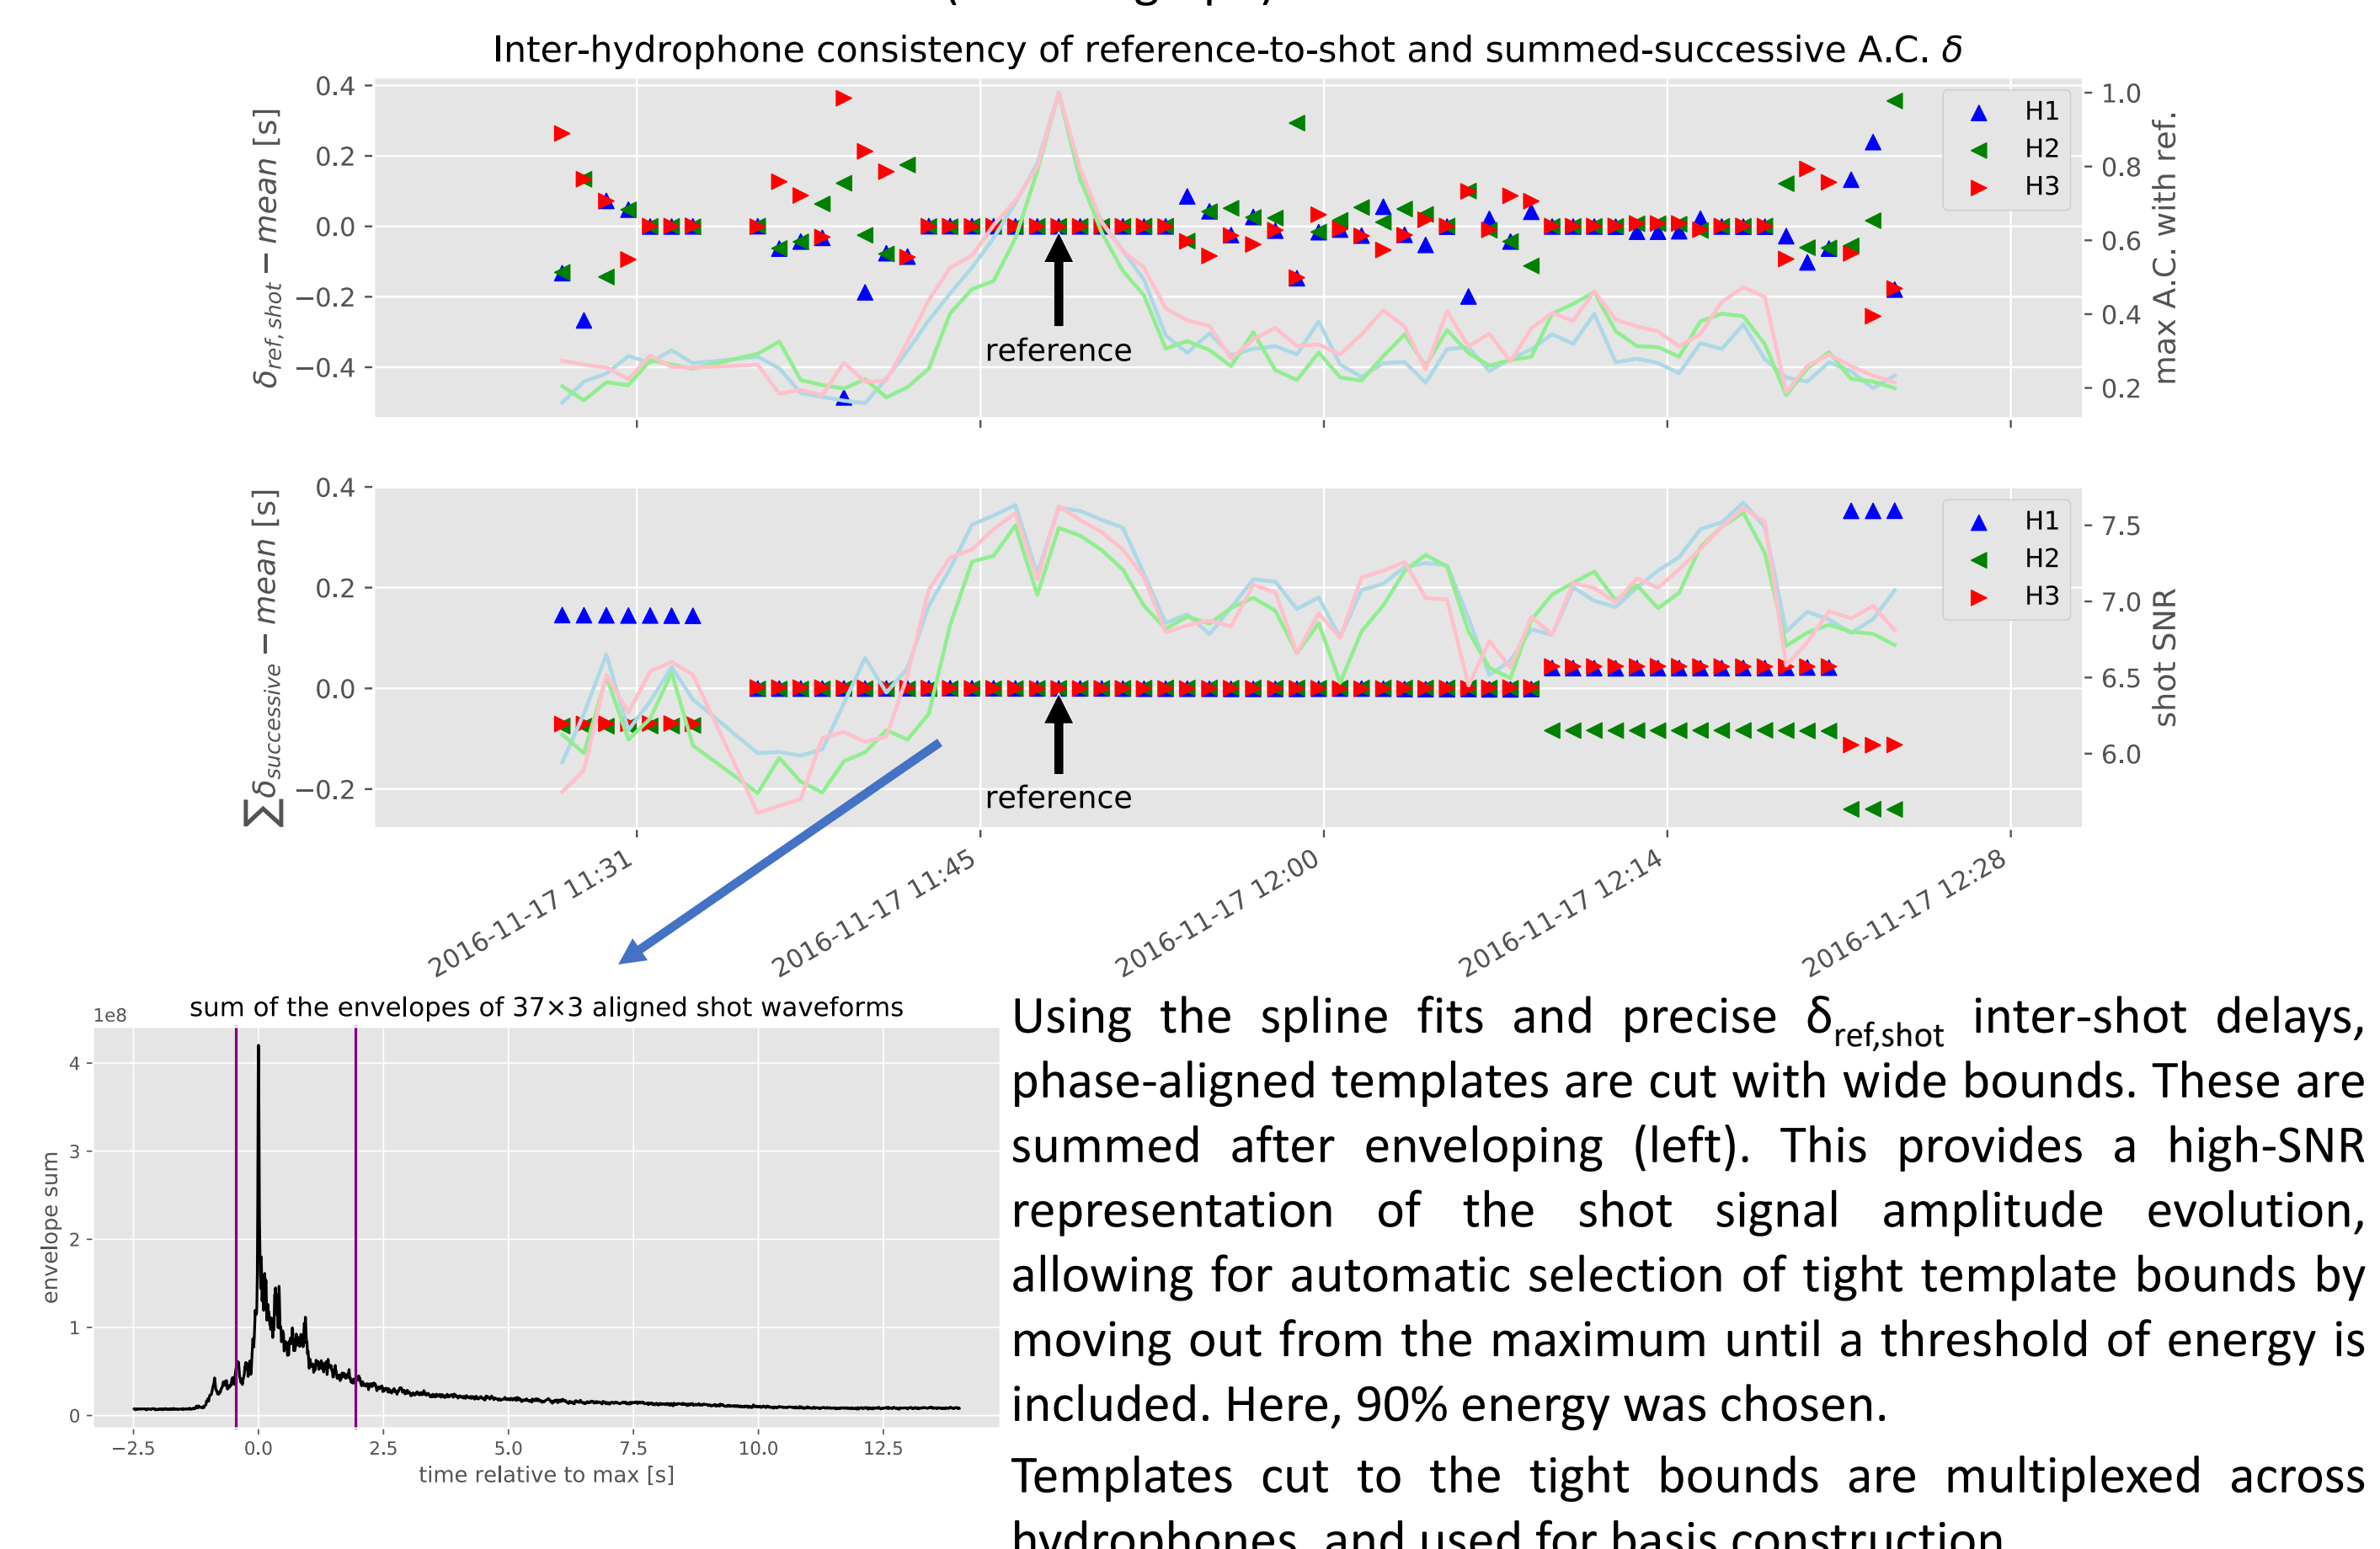 Inter-hydrophone consistency of reference-to-shot and summed-successive A.C. δ
δref,shot − mean [s]
0.4
0.2
0.0
−0.2
−0.4
reference
H1
H2
H3
1.0
0.8
0.6
0.4
0.2
max A.C. with ref.
∑δsuccessive − mean [s]
0.4
0.2
0.0
−0.2
reference
H1
H2
H3
7.5
7.0
6.5
6.0
shot SNR
2016-11-17 11:31
2016-11-17 11:45
2016-11-17 12:00
2016-11-17 12:14
2016-11-17 12:28
sum of the envelopes of 37×3 aligned shot waveforms
1e8
envelope sum
4
3
2
1
0
−2.5 0.0 2.5 5.0 7.5 10.0 12.5
time relative to max [s]
Using the spline fits and precise δref,shot inter-shot delays,
phase-aligned templates are cut with wide bounds. These are
summed after enveloping (left). This provides a high-SNR
representation of the shot signal amplitude evolution,
allowing for automatic selection of tight template bounds by
moving out from the maximum until a threshold of energy is
included. Here, 90% energy was chosen.
Templates cut to the tight bounds are multiplexed across
hydrophones, and used for basis construction